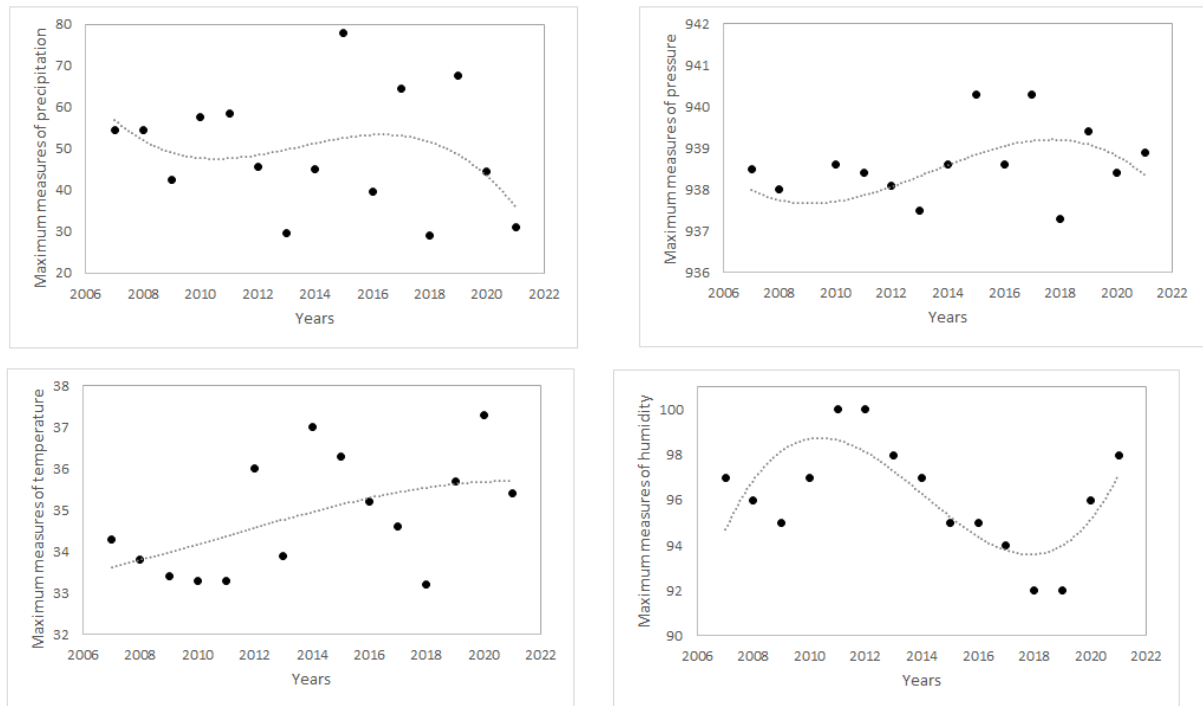 Maximum measures of precipitation
80
70
60
50
40
30
20
2006 2008 2010 2012 2014 2016 2018 2020 2022
Years
Maximum measures of pressure
942
941
940
939
938
937
936
2006 2008 2010 2012 2014 2016 2018 2020 2022
Years
Maximum measures of temperature
38
37
36
35
34
33
32
2006 2008 2010 2012 2014 2016 2018 2020 2022
Years
Maximum measures of humidity
100
98
96
94
92
90
2006 2008 2010 2012 2014 2016 2018 2020 2022
Years